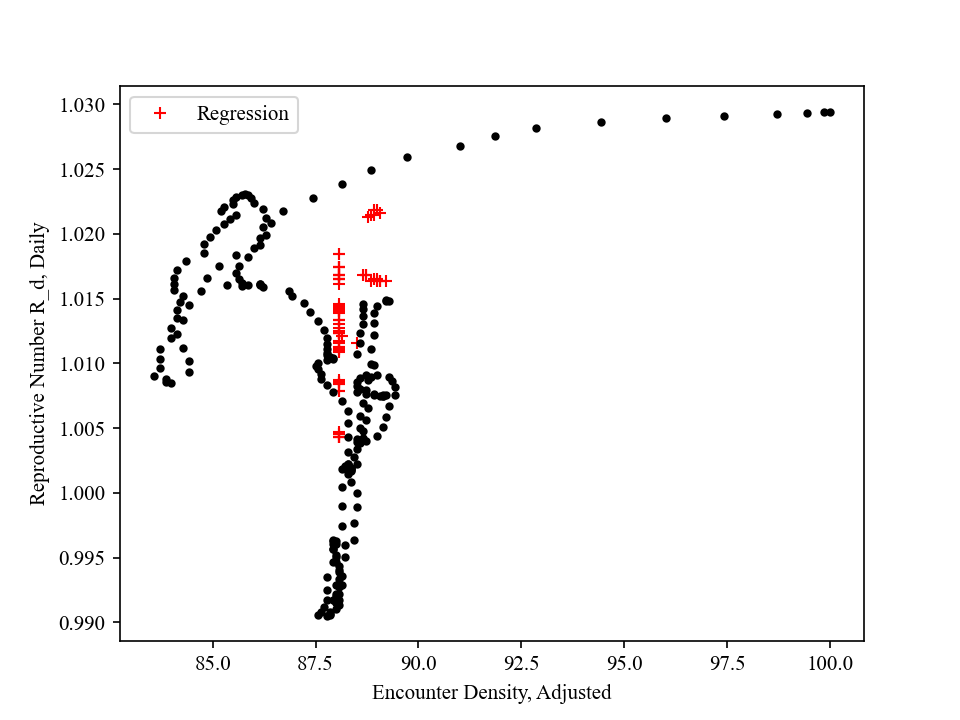 Regression
1.030
1.025
1.020
1.015
1.010
1.005
1.000
0.995
0.990
Reproductive Number R_d, Daily
85.0 87.5 90.0 92.5 95.0 97.5 100.0
Encounter Density, Adjusted